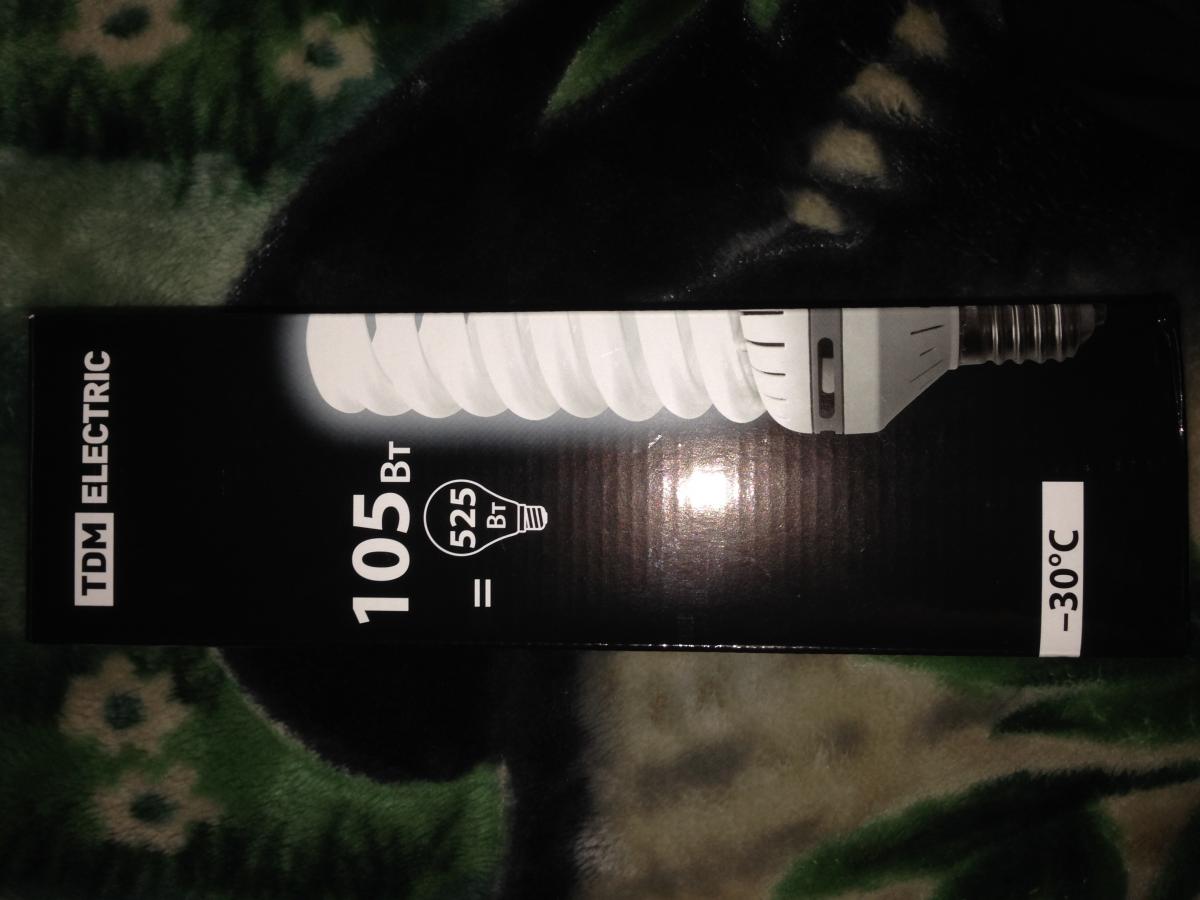 TDM ELECTRIC
105 Вт
= 525 Вт
–30°C